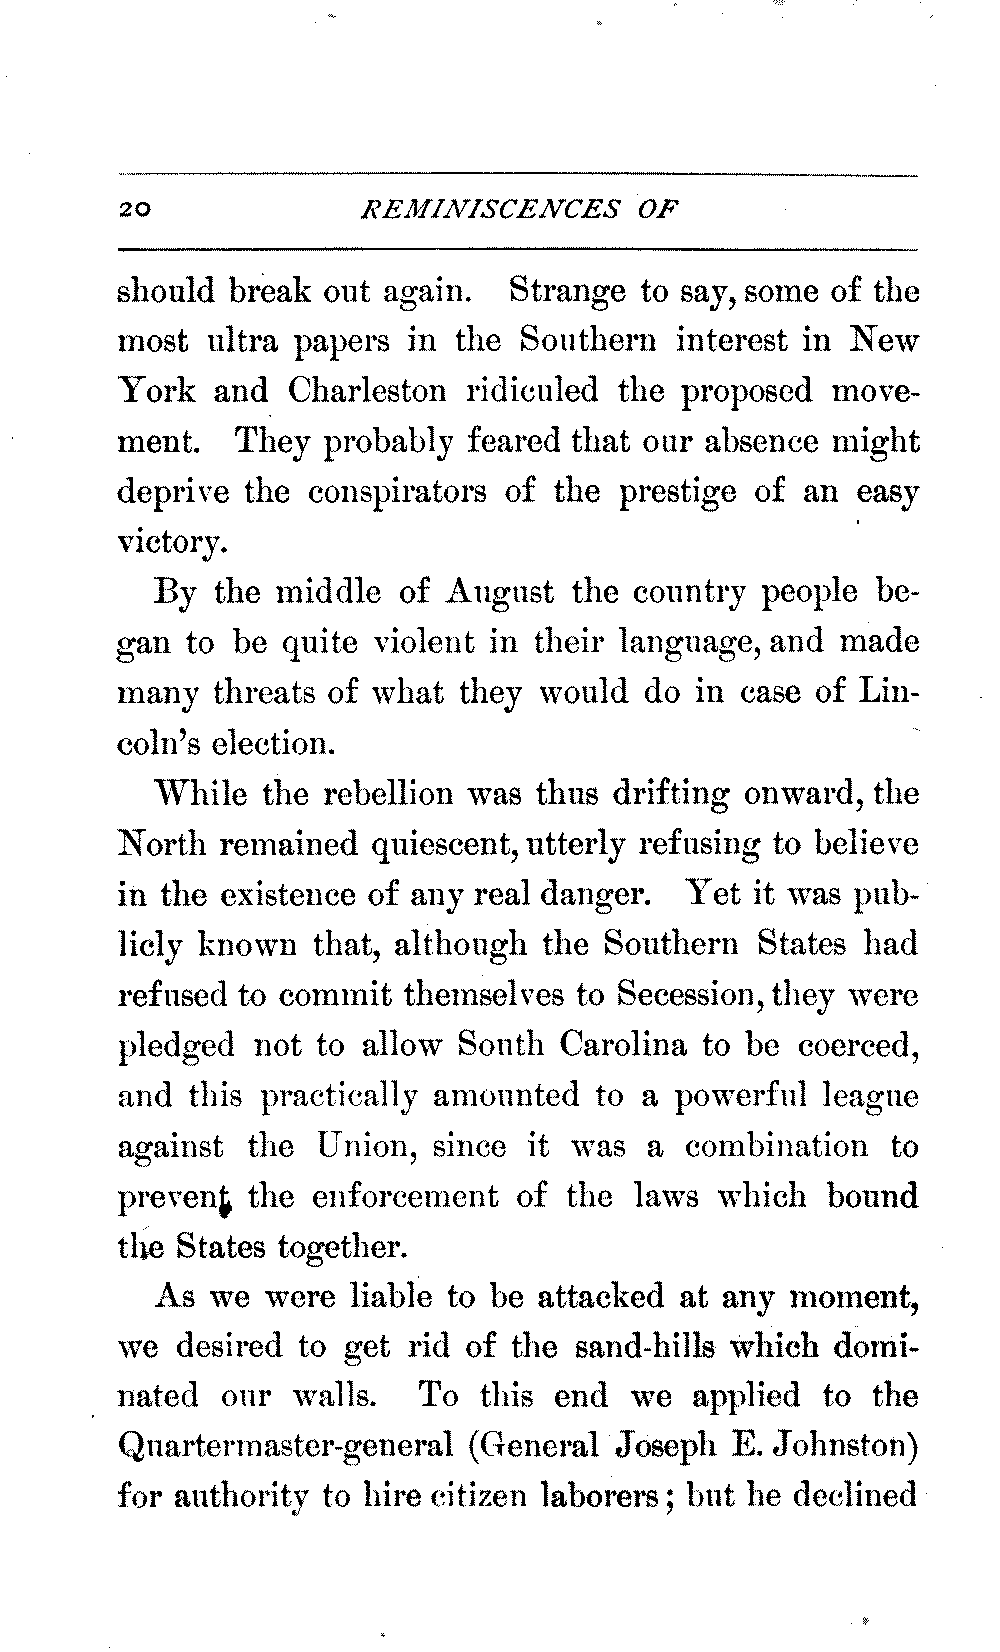 20 REMINISCENCES OF
should break out again. Strange to say, some of the
most ultra papers in the Southern interest in New
York and Charleston ridiculed the proposed move-
ment. They probably feared that our absence might
deprive the conspirators of the prestige of an easy
victory.
By the middle of August the country people be-
gan to be quite violent in their language, and made
many threats of what they would do in case of Lin-
coln's election.
While the rebellion was thus drifting onward, the
North remained quiescent, utterly refusing to believe
in the existence of any real danger. Yet it was pub-
licly known that, although the Southern States had
refused to commit themselves to Secession, they were
pledged not to allow South Carolina to be coerced,
and this practically amounted to a powerful league
against the Union, since it was a combination to
prevent the enforcement of the laws which bound
the States together.
As we were liable to be attacked at any moment,
we desired to get rid of the sand-hills which domi-
nated our walls. To this end we applied to the
Quartermaster-general (General Joseph E. Johnston)
for authority to hire citizen laborers; but he declined